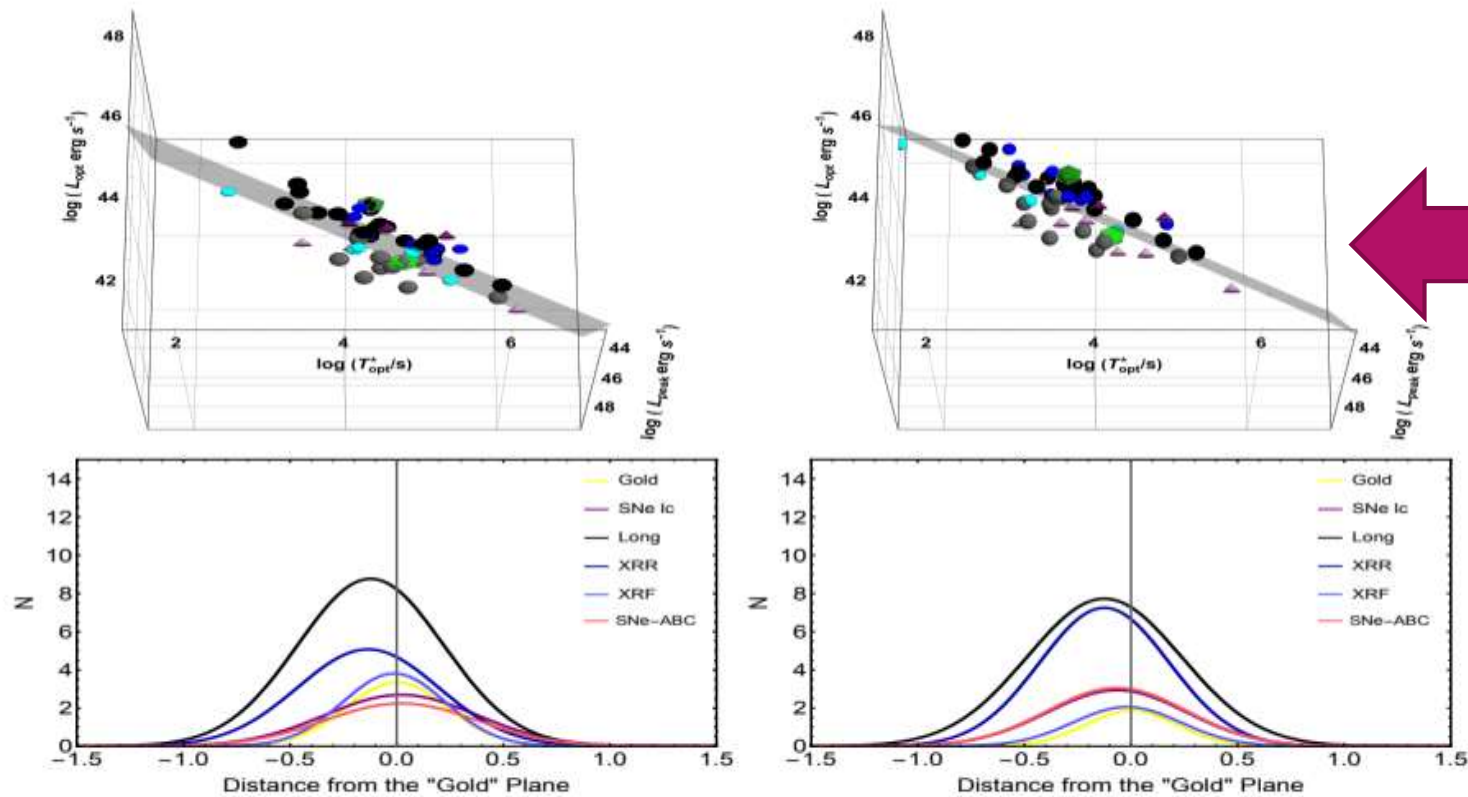 48
46
44
42
log ( L_opt erg s⁻¹)
2
4
6
log (T*_opt/s)
44
46
48
log ( L_peak erg s⁻¹)
48
46
44
42
log ( L_opt erg s⁻¹)
2
4
6
log (T*_opt/s)
44
46
48
log ( L_peak erg s⁻¹)
14
12
10
8
6
4
2
0
N
Gold
SNe Ic
Long
XRR
XRF
SNe-ABC
−1.5 −1.0 −0.5 0.0 0.5 1.0 1.5
Distance from the "Gold" Plane
14
12
10
8
6
4
2
0
N
Gold
SNe Ic
Long
XRR
XRF
SNe-ABC
−1.5 −1.0 −0.5 0.0 0.5 1.0 1.5
Distance from the "Gold" Plane